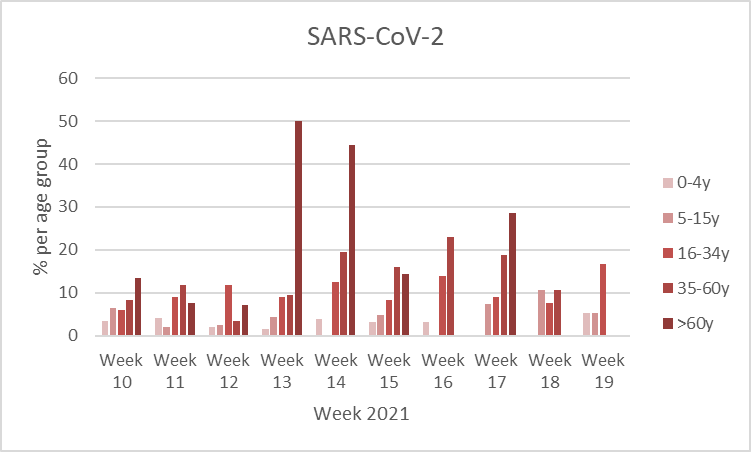 SARS-CoV-2
% per age group
60
50
40
30
20
10
0
Week 10
Week 11
Week 12
Week 13
Week 14
Week 15
Week 16
Week 17
Week 18
Week 19
Week 2021
0-4y
5-15y
16-34y
35-60y
>60y